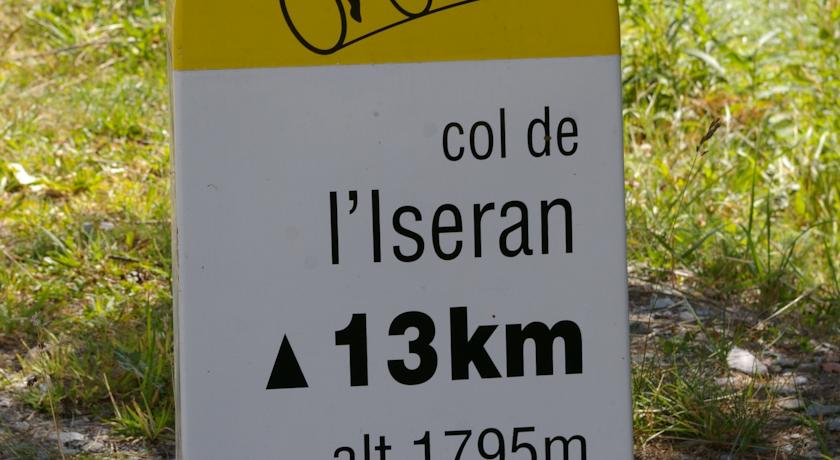 col de
l'Iseran
▲ 13km
alt 1795m